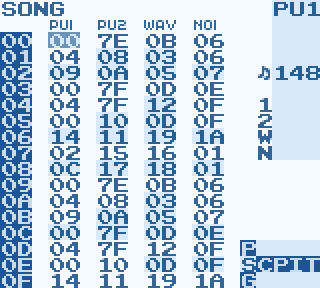 SONG PU1
PU1 PU2 WAV NOI
00 00 7E 0B 06
01 04 08 03 06
02 09 0A 05 07 ♫148
03 00 7F 0D 0E
04 04 7F 12 0F 1
05 00 10 0D 0F 2
06 14 11 19 1A W
07 02 15 16 01 N
08 0C 17 18 01
09 00 7E 0B 06
0A 04 08 03 06
0B 09 0A 05 07
0C 00 7F 0D 0E
0D 04 7F 12 0F P
0E 00 10 0D 0F SCPIT
0F 14 11 19 1A G